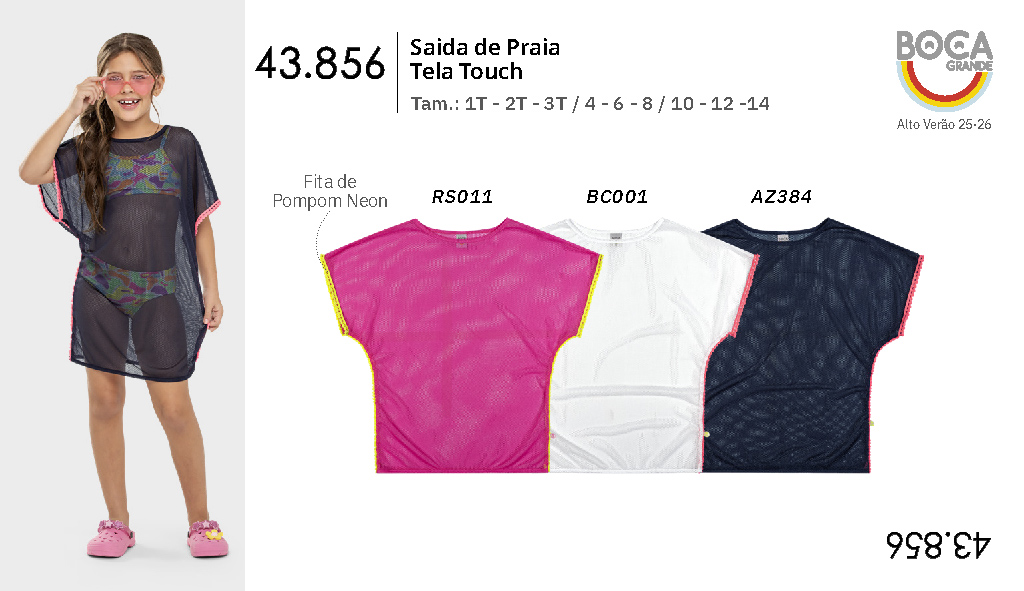 43.856
Saida de Praia
Tela Touch
Tam.: 1T - 2T - 3T / 4 - 6 - 8 / 10 - 12 -14
BOCA
GRANDE
Alto Verão 25-26
Fita de
Pompom Neon
RS011
BC001
AZ384
43.856